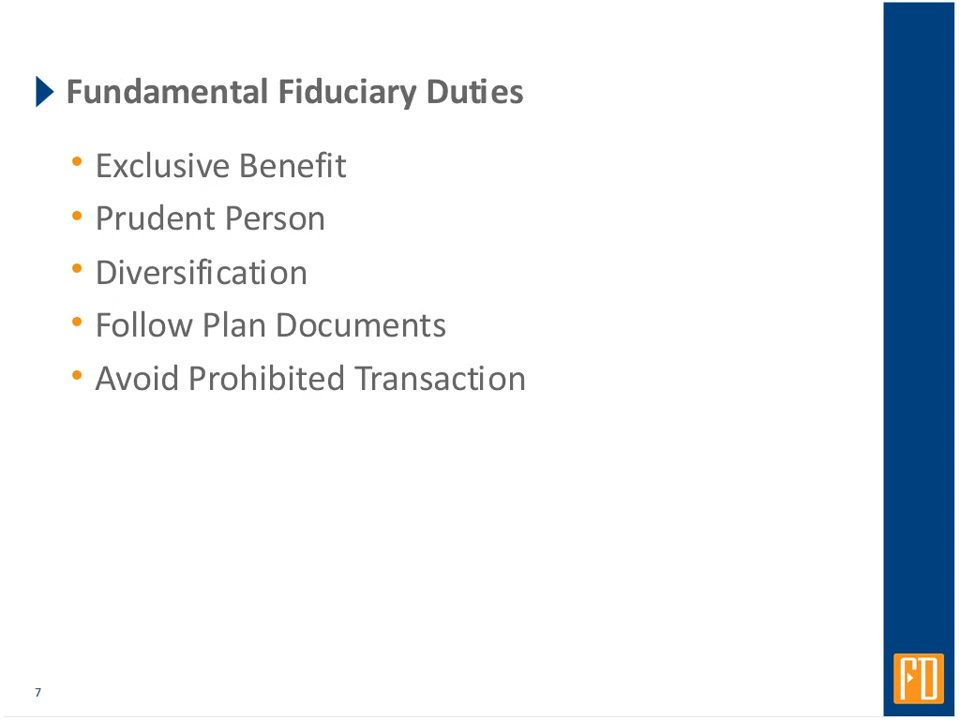 Fundamental Fiduciary Duties
• Exclusive Benefit
• Prudent Person
• Diversification
• Follow Plan Documents
• Avoid Prohibited Transaction
7
FD